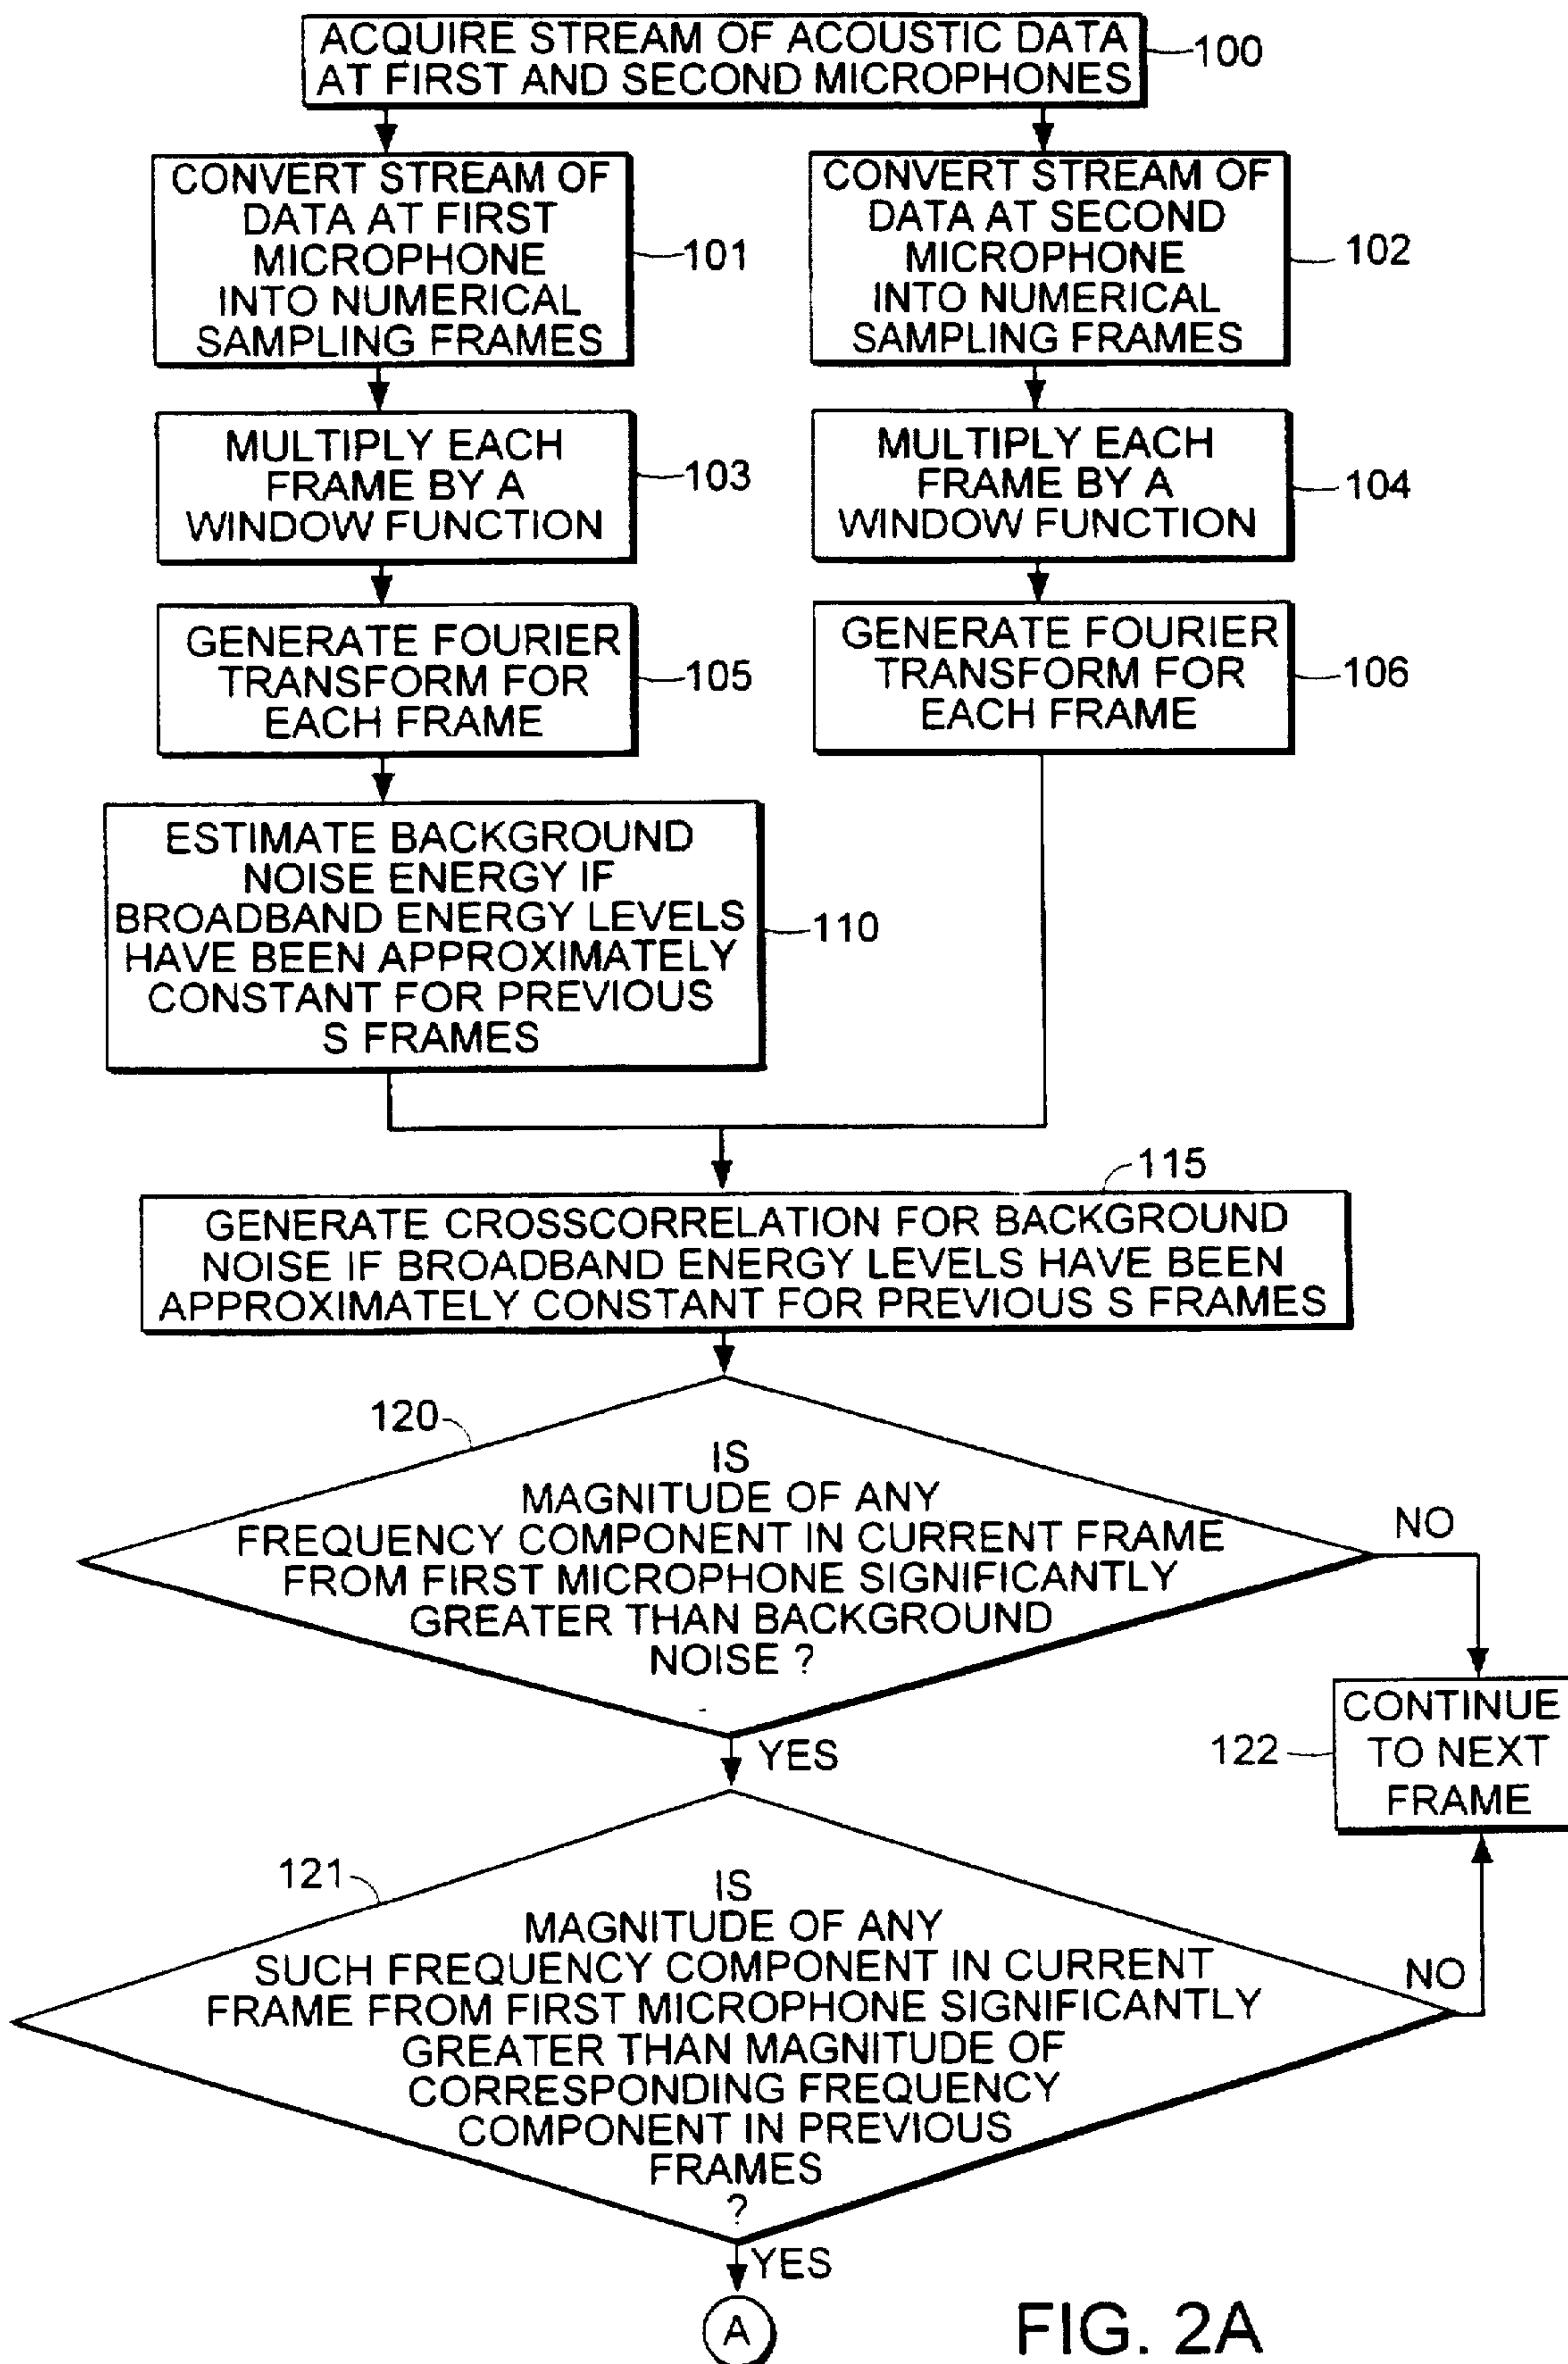 ACQUIRE STREAM OF ACOUSTIC DATA
AT FIRST AND SECOND MICROPHONES
100
CONVERT STREAM OF
DATA AT FIRST
MICROPHONE
INTO NUMERICAL
SAMPLING FRAMES
101
CONVERT STREAM OF
DATA AT SECOND
MICROPHONE
INTO NUMERICAL
SAMPLING FRAMES
102
MULTIPLY EACH
FRAME BY A
WINDOW FUNCTION
103
MULTIPLY EACH
FRAME BY A
WINDOW FUNCTION
104
GENERATE FOURIER
TRANSFORM FOR
EACH FRAME
105
GENERATE FOURIER
TRANSFORM FOR
EACH FRAME
106
ESTIMATE BACKGROUND
NOISE ENERGY IF
BROADBAND ENERGY LEVELS
HAVE BEEN APPROXIMATELY
CONSTANT FOR PREVIOUS
S FRAMES
110
115
GENERATE CROSSCORRELATION FOR BACKGROUND
NOISE IF BROADBAND ENERGY LEVELS HAVE BEEN
APPROXIMATELY CONSTANT FOR PREVIOUS S FRAMES
120
IS
MAGNITUDE OF ANY
FREQUENCY COMPONENT IN CURRENT FRAME
FROM FIRST MICROPHONE SIGNIFICANTLY
GREATER THAN BACKGROUND
NOISE ?
NO
YES
CONTINUE
TO NEXT
FRAME
122
121
IS
MAGNITUDE OF ANY
SUCH FREQUENCY COMPONENT IN CURRENT
FRAME FROM FIRST MICROPHONE SIGNIFICANTLY
GREATER THAN MAGNITUDE OF
CORRESPONDING FREQUENCY
COMPONENT IN PREVIOUS
FRAMES
?
NO
YES
A
FIG. 2A